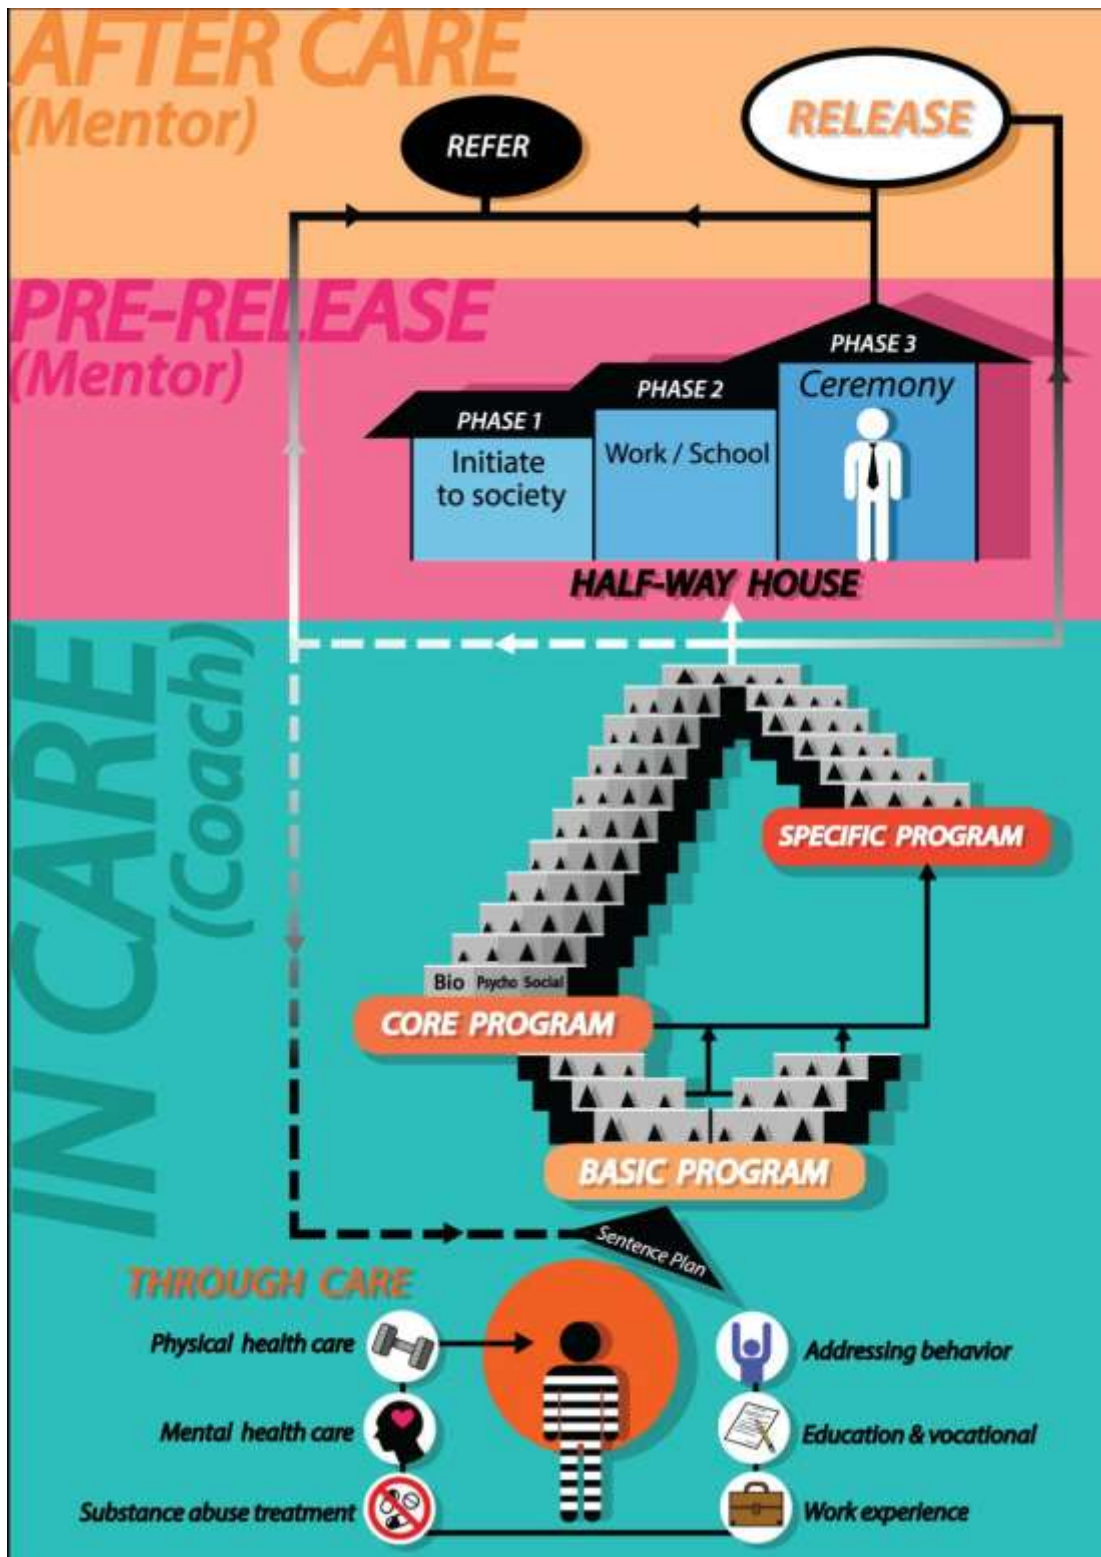 AFTER CARE
(Mentor)
REFER
RELEASE
PRE-RELEASE
(Mentor)
PHASE 1
Initiate
to society
PHASE 2
Work / School
PHASE 3
Ceremony
HALF-WAY HOUSE
IN CARE
(Coach)
SPECIFIC PROGRAM
Bio Psycho Social
CORE PROGRAM
BASIC PROGRAM
Sentence Plan
THROUGH CARE
Physical health care
Mental health care
Substance abuse treatment
Addressing behavior
Education & vocational
Work experience